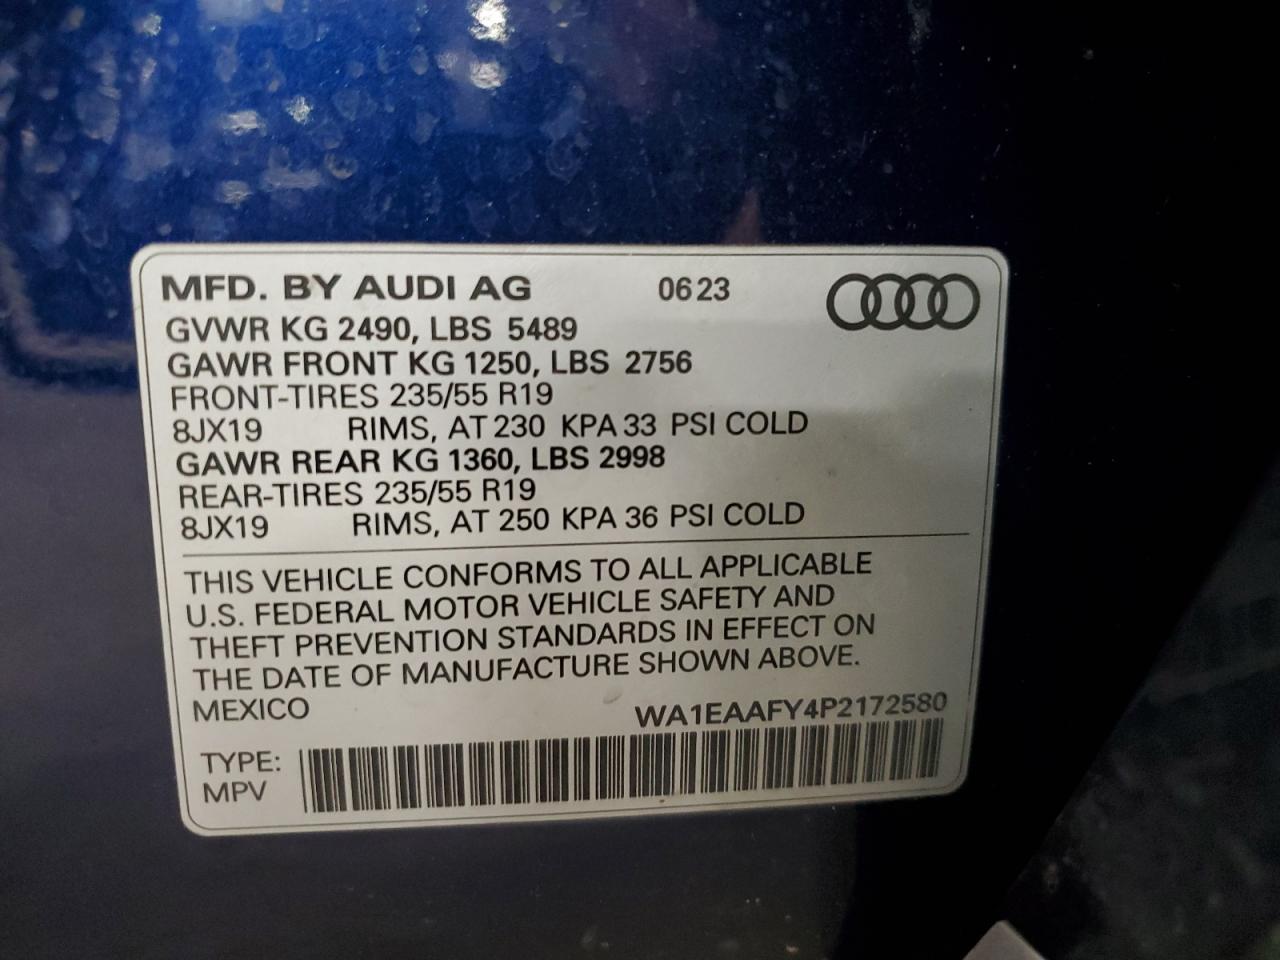 MFD. BY AUDI AG 0623
GVWR KG 2490, LBS 5489
GAWR FRONT KG 1250, LBS 2756
FRONT-TIRES 235/55 R19
8JX19 RIMS, AT 230 KPA 33 PSI COLD
GAWR REAR KG 1360, LBS 2998
REAR-TIRES 235/55 R19
8JX19 RIMS, AT 250 KPA 36 PSI COLD
THIS VEHICLE CONFORMS TO ALL APPLICABLE
U.S. FEDERAL MOTOR VEHICLE SAFETY AND
THEFT PREVENTION STANDARDS IN EFFECT ON
THE DATE OF MANUFACTURE SHOWN ABOVE.
MEXICO WA1EAAFY4P2172580
TYPE:
MPV